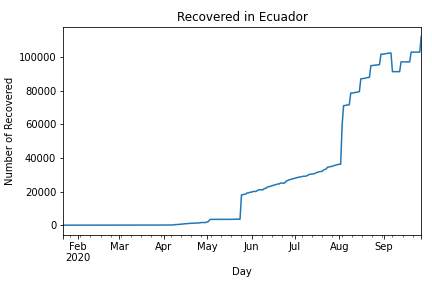 Recovered in Ecuador
Number of Recovered
100000
80000
60000
40000
20000
0
Feb Mar Apr May Jun Jul Aug Sep
2020
Day